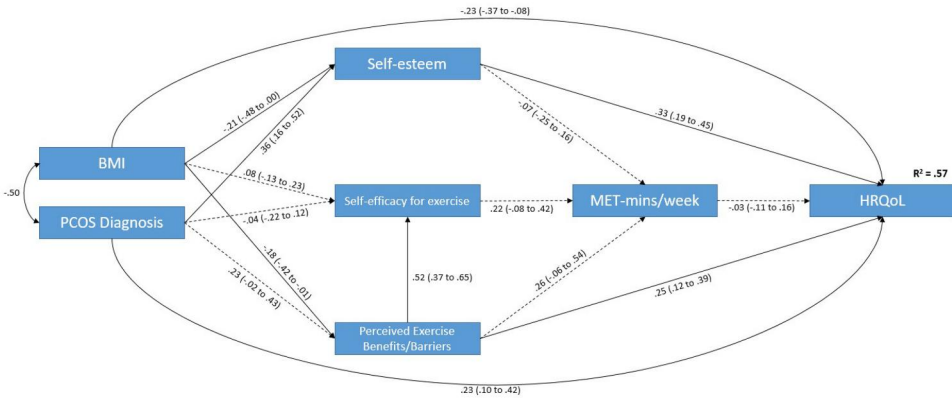 -.23 (-.37 to -.08)
Self-esteem
-.21 (-.48 to .00)
.36 (.16 to .52)
-.07 (-.25 to .16)
.33 (.19 to .45)
R² = .57
BMI
-.50
.08 (-.13 to .23)
Self-efficacy for exercise
.22 (-.08 to .42)
MET-mins/week
-.03 (-.11 to .16)
HRQoL
PCOS Diagnosis
-.04 (-.22 to .12)
-.18 (-.42 to -.01)
.23 (-.02 to .43)
.52 (.37 to .65)
.26 (-.06 to .54)
.25 (.12 to .39)
Perceived Exercise
Benefits/Barriers
.23 (.10 to .42)